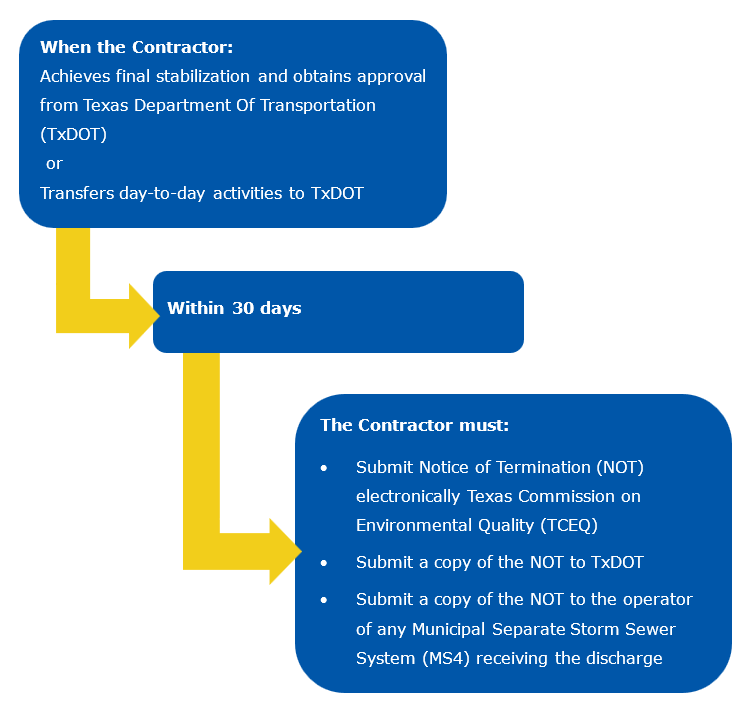 When the Contractor:
Achieves final stabilization and obtains approval
from Texas Department Of Transportation
(TxDOT)
or
Transfers day-to-day activities to TxDOT
Within 30 days
The Contractor must:
• Submit Notice of Termination (NOT)
electronically Texas Commission on
Environmental Quality (TCEQ)
• Submit a copy of the NOT to TxDOT
• Submit a copy of the NOT to the operator
of any Municipal Separate Storm Sewer
System (MS4) receiving the discharge